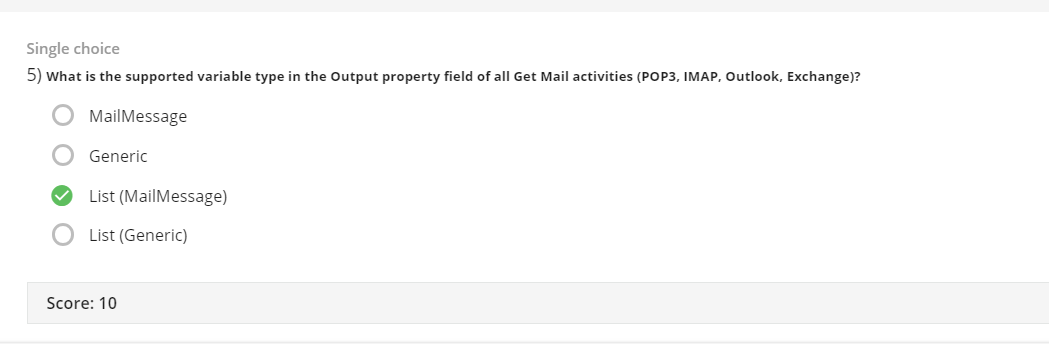 Single choice
5) What is the supported variable type in the Output property field of all Get Mail activities (POP3, IMAP, Outlook, Exchange)?
MailMessage
Generic
List (MailMessage)
List (Generic)
Score: 10